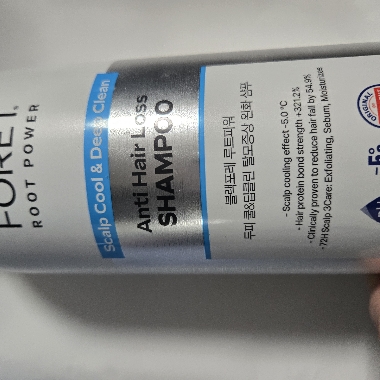 FORET
ROOT POWER
Scalp Cool & Deep Clean
Anti Hair Loss
SHAMPOO
블랙포레 루트파워
두피 쿨&딥클린 탈모증상 완화 샴푸
- Scalp cooling effect -5.0°C
- Hair protein bond strength +321.2%
- Clinically proven to reduce hair fall by 54.9%
- 72H Scalp 3Care: Exfoliating, Sebum, Moisturize
ORIGINAL
-5°